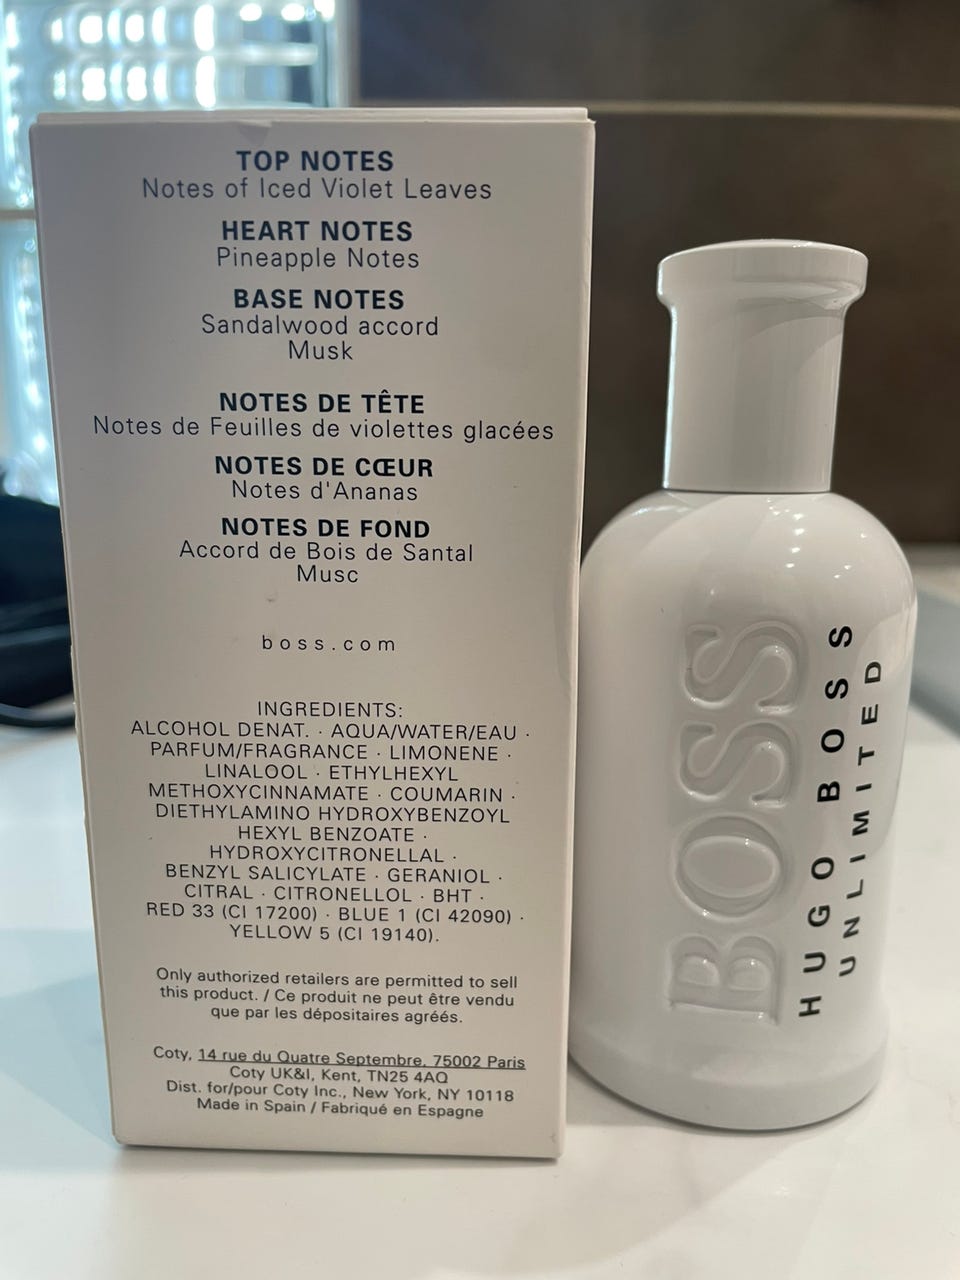 TOP NOTES
Notes of Iced Violet Leaves
HEART NOTES
Pineapple Notes
BASE NOTES
Sandalwood accord
Musk
NOTES DE TÊTE
Notes de Feuilles de violettes glacées
NOTES DE CŒUR
Notes d'Ananas
NOTES DE FOND
Accord de Bois de Santal
Musc
boss.com
INGREDIENTS:
ALCOHOL DENAT. · AQUA/WATER/EAU ·
PARFUM/FRAGRANCE · LIMONENE ·
LINALOOL · ETHYLHEXYL
METHOXYCINNAMATE · COUMARIN ·
DIETHYLAMINO HYDROXYBENZOYL
HEXYL BENZOATE ·
HYDROXYCITRONELLAL ·
BENZYL SALICYLATE · GERANIOL ·
CITRAL · CITRONELLOL · BHT ·
RED 33 (CI 17200) · BLUE 1 (CI 42090) ·
YELLOW 5 (CI 19140).
Only authorized retailers are permitted to sell
this product. / Ce produit ne peut être vendu
que par les dépositaires agréés.
Coty, 14 rue du Quatre Septembre, 75002 Paris
Coty UK&I, Kent, TN25 4AQ
Dist. for/pour Coty Inc., New York, NY 10118
Made in Spain / Fabriqué en Espagne
BOSS
HUGO BOSS
UNLIMITED